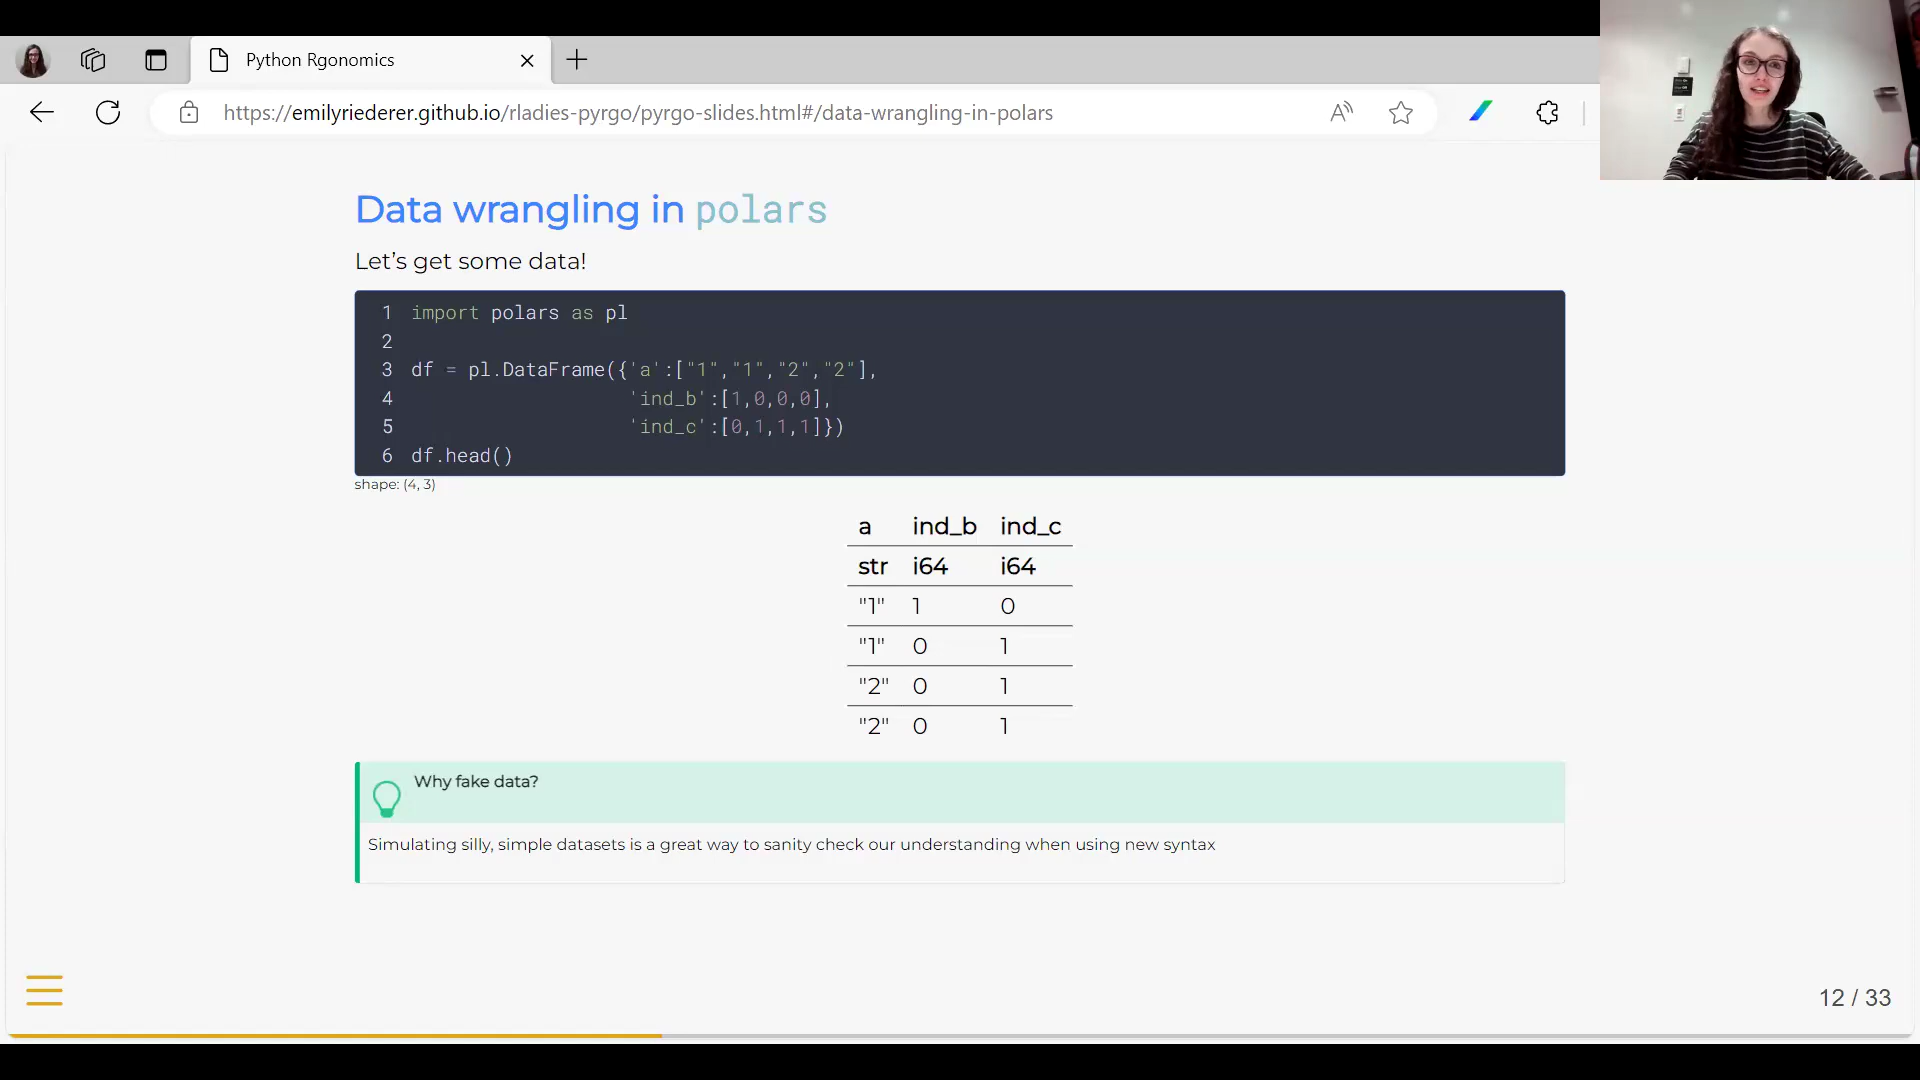 Python Rgonomics
https://emilyriederer.github.io/rladies-pyrgo/pyrgo-slides.html#/data-wrangling-in-polars
Data wrangling in polars
Let's get some data!
1 import polars as pl
2
3 df = pl.DataFrame({'a':["1","1","2","2"],
4 'ind_b':[1,0,0,0],
5 'ind_c':[0,1,1,1]})
6 df.head()
shape: (4, 3)
a ind_b ind_c
str i64 i64
"1" 1 0
"1" 0 1
"2" 0 1
"2" 0 1
Why fake data?
Simulating silly, simple datasets is a great way to sanity check our understanding when using new syntax
12 / 33